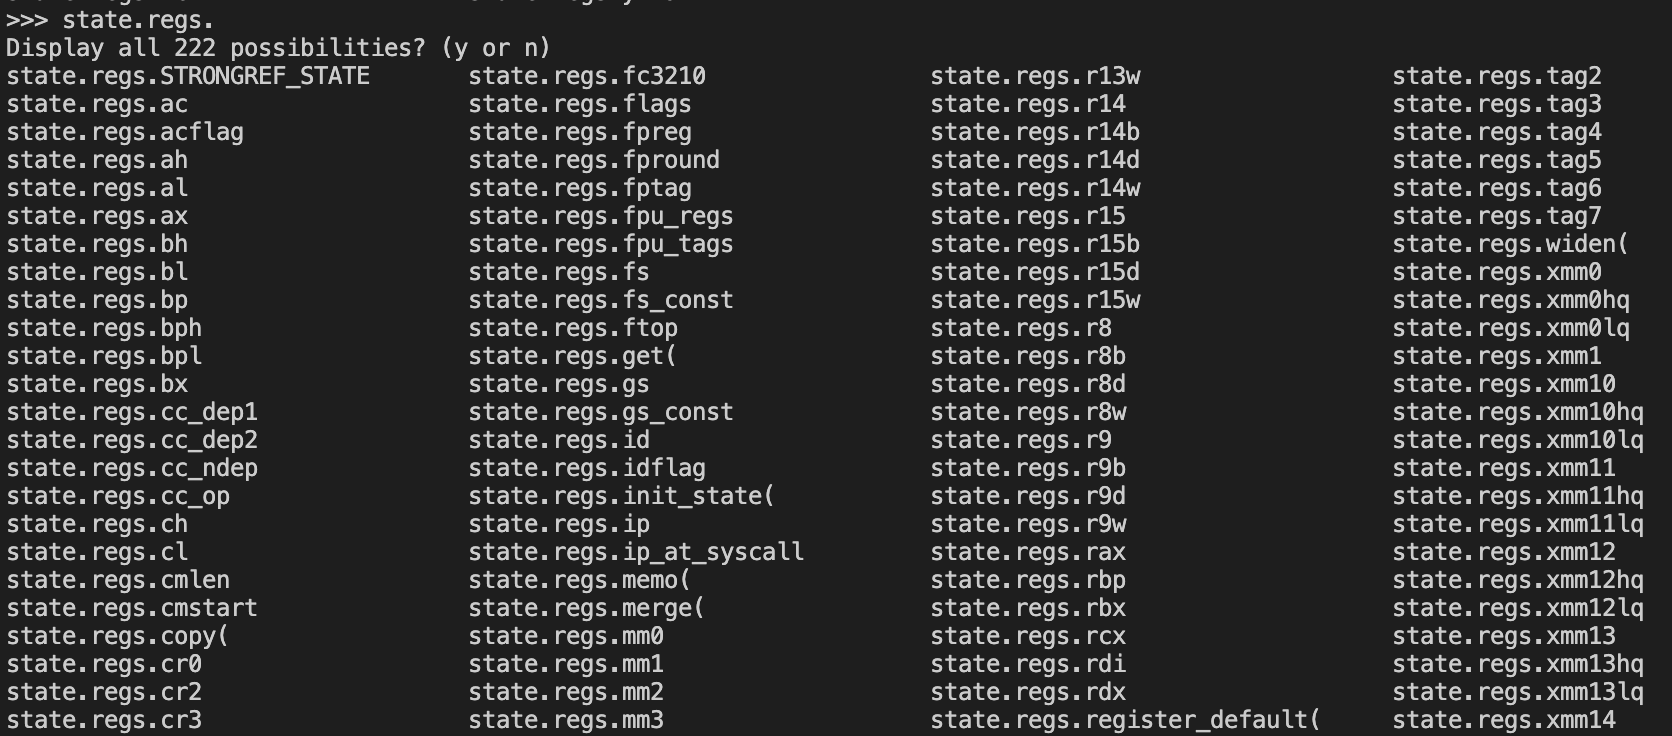 >>> state.regs.
Display all 222 possibilities? (y or n)
state.regs.STRONGREF_STATE state.regs.fc3210 state.regs.r13w state.regs.tag2
state.regs.ac state.regs.flags state.regs.r14 state.regs.tag3
state.regs.acflag state.regs.fpreg state.regs.r14b state.regs.tag4
state.regs.ah state.regs.fpround state.regs.r14d state.regs.tag5
state.regs.al state.regs.fptag state.regs.r14w state.regs.tag6
state.regs.ax state.regs.fpu_regs state.regs.r15 state.regs.tag7
state.regs.bh state.regs.fpu_tags state.regs.r15b state.regs.widen(
state.regs.bl state.regs.fs state.regs.r15d state.regs.xmm0
state.regs.bp state.regs.fs_const state.regs.r15w state.regs.xmm0hq
state.regs.bph state.regs.ftop state.regs.r8 state.regs.xmm0lq
state.regs.bpl state.regs.get( state.regs.r8b state.regs.xmm1
state.regs.bx state.regs.gs state.regs.r8d state.regs.xmm10
state.regs.cc_dep1 state.regs.gs_const state.regs.r8w state.regs.xmm10hq
state.regs.cc_dep2 state.regs.id state.regs.r9 state.regs.xmm10lq
state.regs.cc_ndep state.regs.idflag state.regs.r9b state.regs.xmm11
state.regs.cc_op state.regs.init_state( state.regs.r9d state.regs.xmm11hq
state.regs.ch state.regs.ip state.regs.r9w state.regs.xmm11lq
state.regs.cl state.regs.ip_at_syscall state.regs.rax state.regs.xmm12
state.regs.cmlen state.regs.memo( state.regs.rbp state.regs.xmm12hq
state.regs.cmstart state.regs.merge( state.regs.rbx state.regs.xmm12lq
state.regs.copy( state.regs.mm0 state.regs.rcx state.regs.xmm13
state.regs.cr0 state.regs.mm1 state.regs.rdi state.regs.xmm13hq
state.regs.cr2 state.regs.mm2 state.regs.rdx state.regs.xmm13lq
state.regs.cr3 state.regs.mm3 state.regs.register_default( state.regs.xmm14